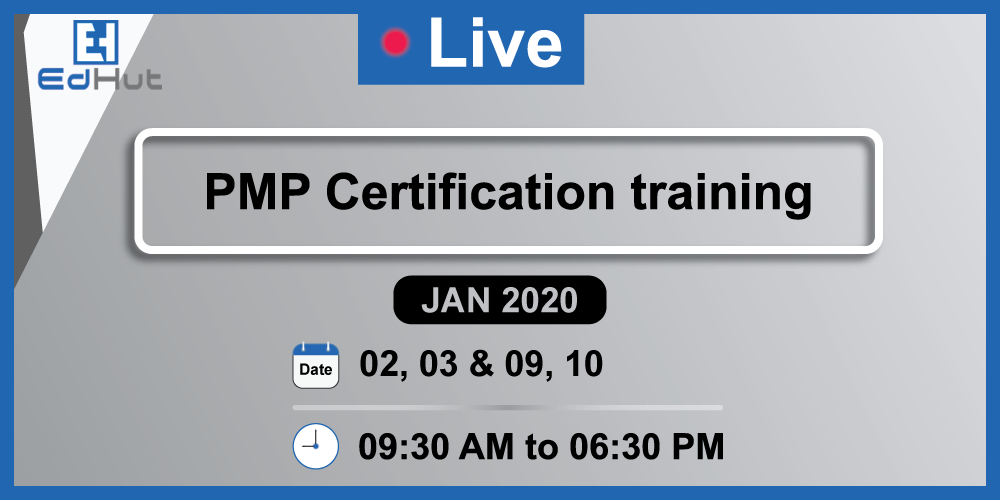 EdHut
Live
PMP Certification training
JAN 2020
Date
02, 03 & 09, 10
09:30 AM to 06:30 PM